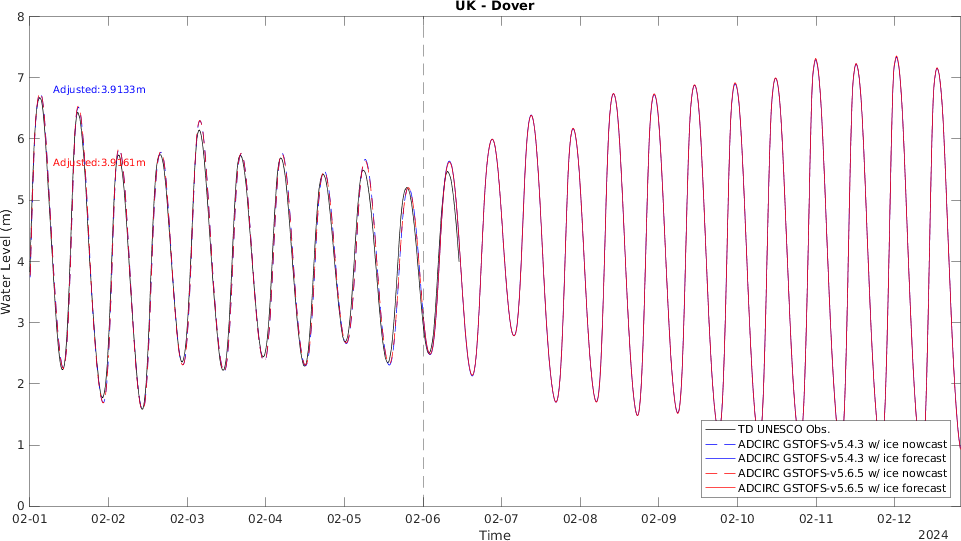 UK - Dover
8
7
6
5
4
3
2
1
0
Water Level (m)
Adjusted:3.9133m
Adjusted:3.9161m
TD UNESCO Obs.
ADCIRC GSTOFS-v5.4.3 w/ ice nowcast
ADCIRC GSTOFS-v5.4.3 w/ ice forecast
ADCIRC GSTOFS-v5.6.5 w/ ice nowcast
ADCIRC GSTOFS-v5.6.5 w/ ice forecast
02-01 02-02 02-03 02-04 02-05 02-06 02-07 02-08 02-09 02-10 02-11 02-12
Time
2024